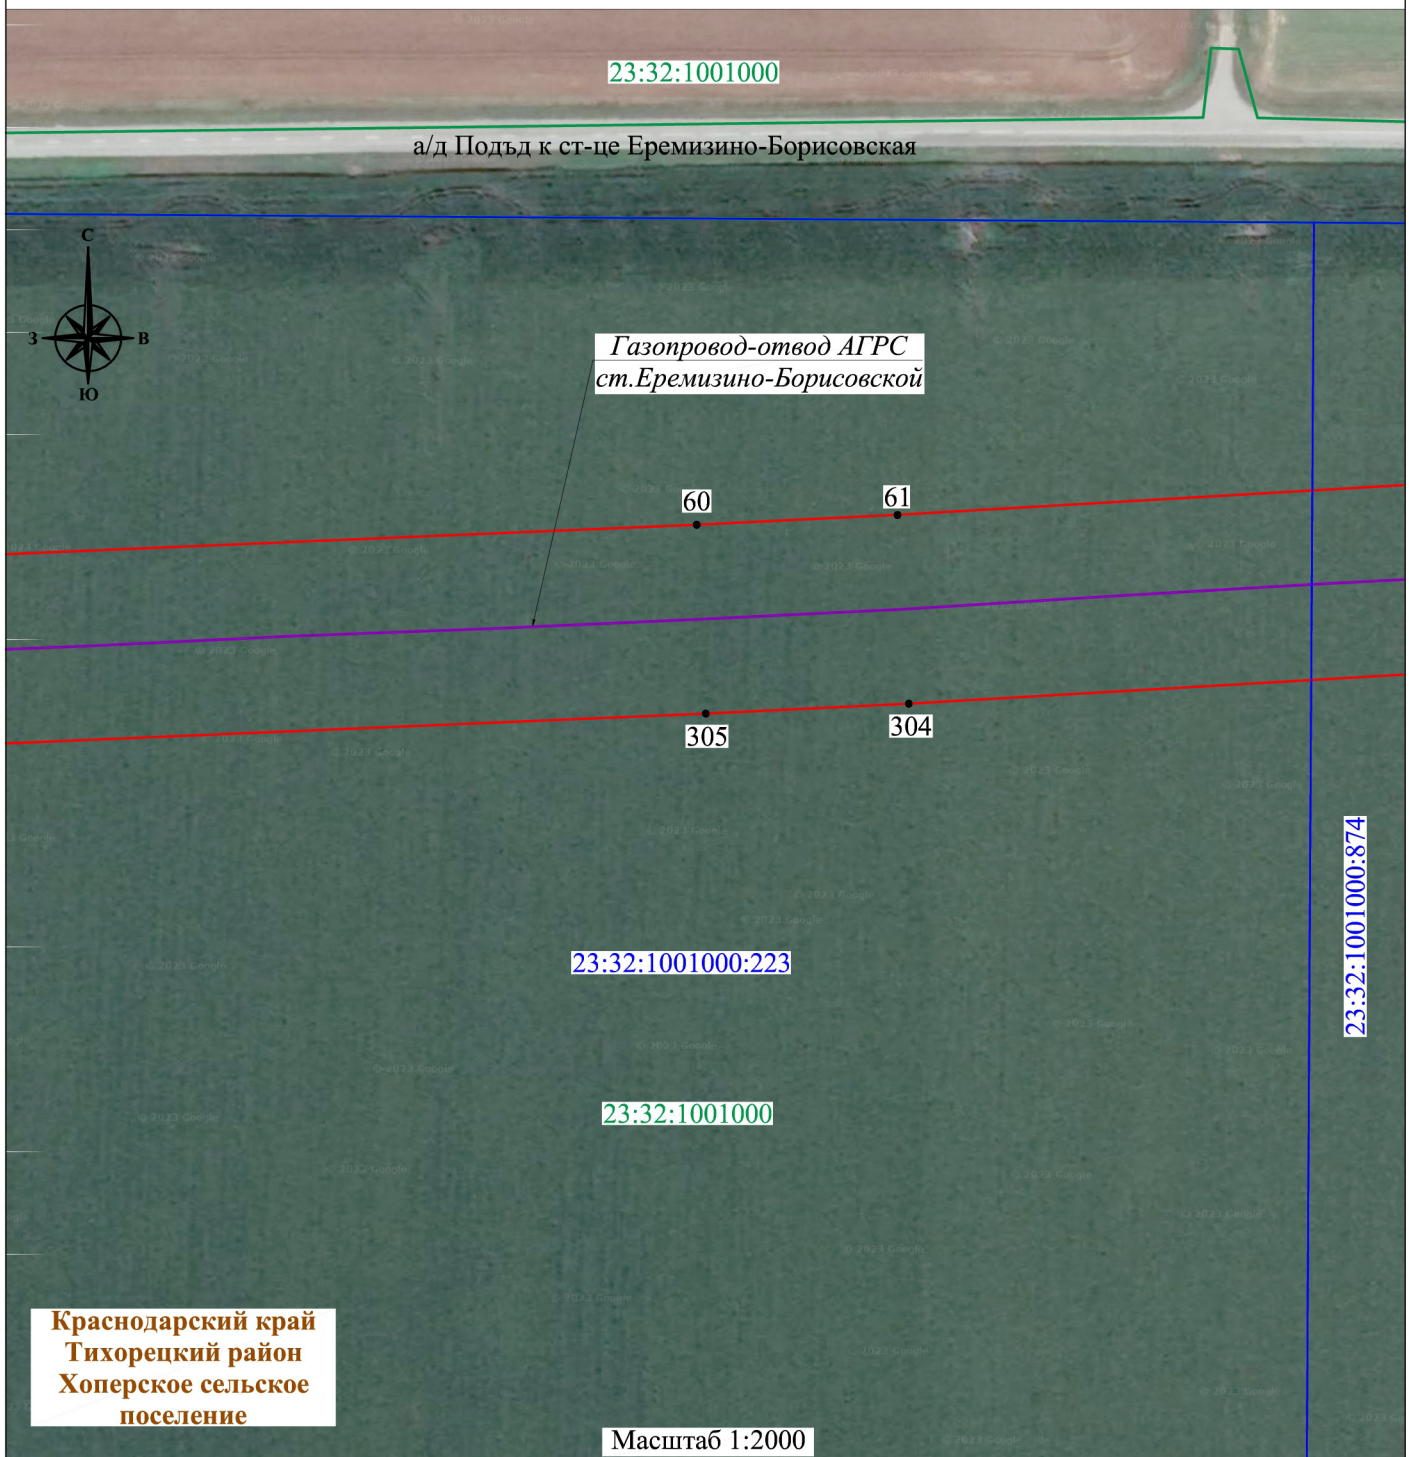 23:32:1001000
а/д Подъд к ст-це Еремизино-Борисовская
С
З
В
Ю
Газопровод-отвод АГРС
ст.Еремизино-Борисовской
60
61
305
304
23:32:1001000:874
23:32:1001000:223
23:32:1001000
Краснодарский край
Тихорецкий район
Хоперское сельское
поселение
Масштаб 1:2000
© 2023 Google